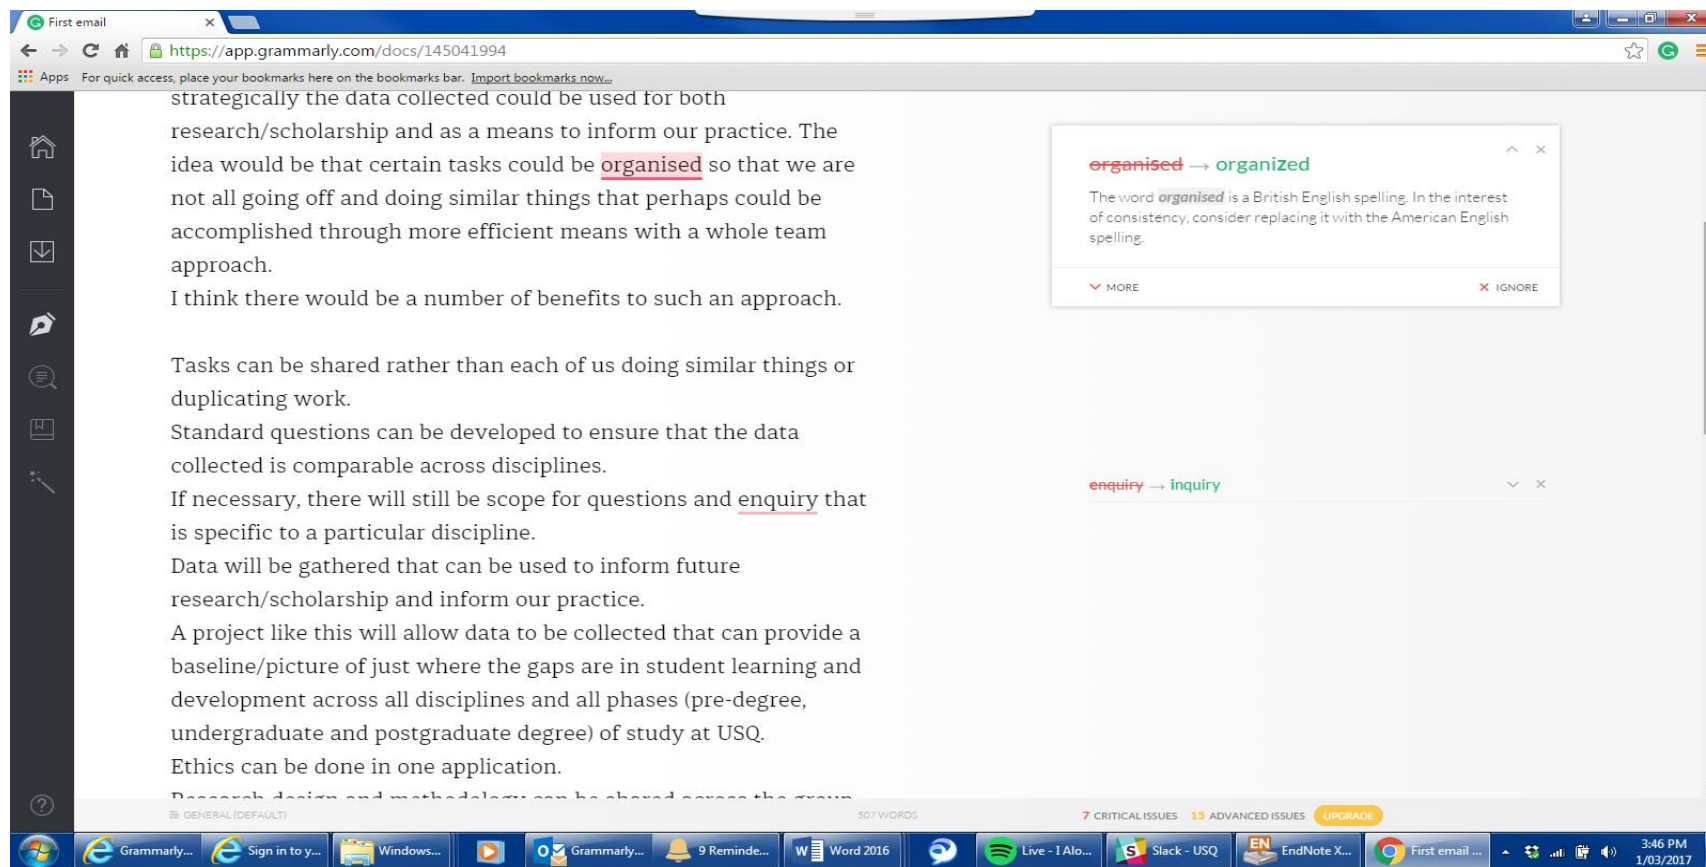 First email
https://app.grammarly.com/docs/145041994
Apps For quick access, place your bookmarks here on the bookmarks bar. Import bookmarks now...
strategically the data collected could be used for both
research/scholarship and as a means to inform our practice. The
idea would be that certain tasks could be organised so that we are
not all going off and doing similar things that perhaps could be
accomplished through more efficient means with a whole team
approach.
I think there would be a number of benefits to such an approach.
Tasks can be shared rather than each of us doing similar things or
duplicating work.
Standard questions can be developed to ensure that the data
collected is comparable across disciplines.
If necessary, there will still be scope for questions and enquiry that
is specific to a particular discipline.
Data will be gathered that can be used to inform future
research/scholarship and inform our practice.
A project like this will allow data to be collected that can provide a
baseline/picture of just where the gaps are in student learning and
development across all disciplines and all phases (pre-degree,
undergraduate and postgraduate degree) of study at USQ.
Ethics can be done in one application.
Research design and methodology can be shared across the group
organised → organized
The word organised is a British English spelling. In the interest
of consistency, consider replacing it with the American English
spelling.
MORE
IGNORE
enquiry → inquiry
GENERAL (DEFAULT)
507 WORDS
7 CRITICAL ISSUES 15 ADVANCED ISSUES UPGRADE
Grammarly... Sign in to y... Windows... Grammarly... 9 Reminde... Word 2016 Live - I Alo... Slack - USQ EndNote X... First email ...
3:46 PM
1/03/2017